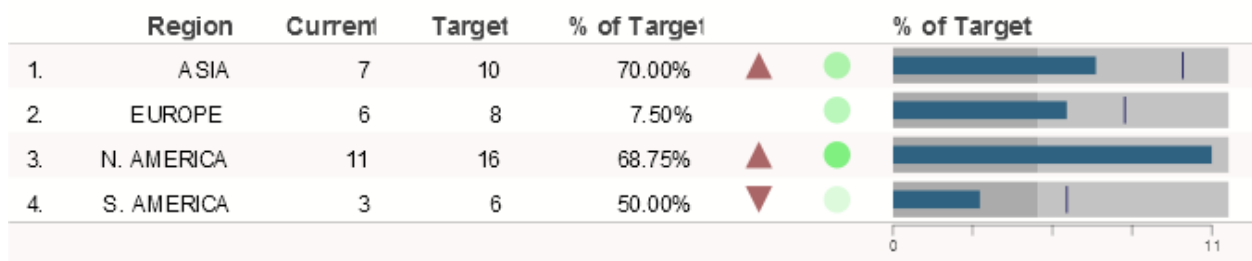 Region Current Target % of Target % of Target
1. ASIA 7 10 70.00%
2. EUROPE 6 8 7.50%
3. N. AMERICA 11 16 68.75%
4. S. AMERICA 3 6 50.00%
0 11